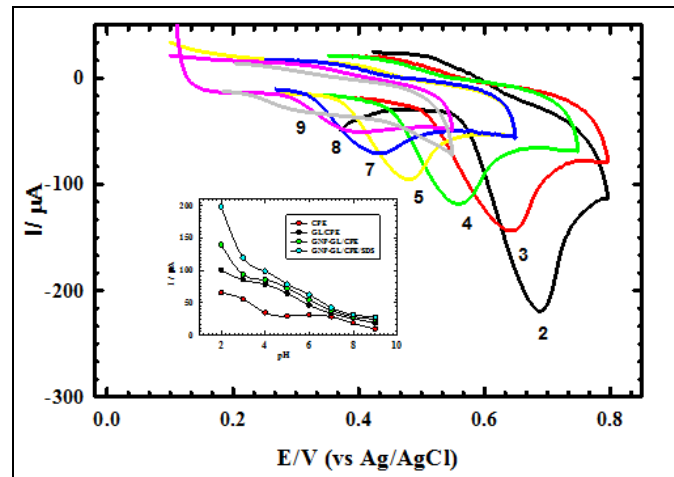 0
-100
-200
-300
I/ µA
0.0 0.2 0.4 0.6 0.8
E/V (vs Ag/AgCl)
9
8
7
5
4
3
2
200
150
100
50
0
I / µA
2 4 6 8 10
pH
CPE
GL/CPE
GNP-GL/CPE
GNP-GL/CPE/SDS